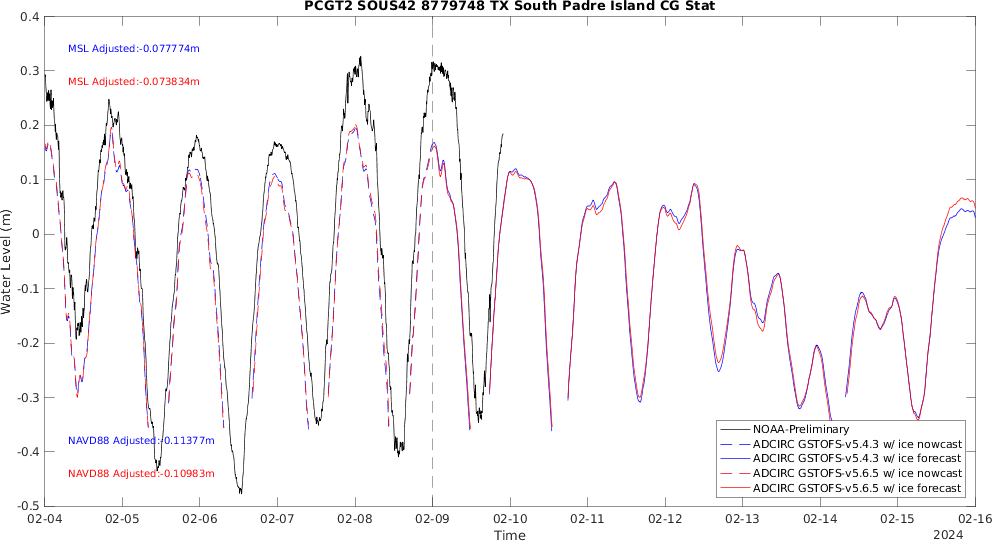 PCGT2 SOUS42 8779748 TX South Padre Island CG Stat
0.4
MSL Adjusted:-0.077774m
0.3
MSL Adjusted:-0.073834m
0.2
0.1
0
-0.1
-0.2
-0.3
-0.4
-0.5
Water Level (m)
NAVD88 Adjusted:-0.11377m
NAVD88 Adjusted:-0.10983m
NOAA-Preliminary
ADCIRC GSTOFS-v5.4.3 w/ ice nowcast
ADCIRC GSTOFS-v5.4.3 w/ ice forecast
ADCIRC GSTOFS-v5.6.5 w/ ice nowcast
ADCIRC GSTOFS-v5.6.5 w/ ice forecast
02-04 02-05 02-06 02-07 02-08 02-09 02-10 02-11 02-12 02-13 02-14 02-15 02-16
Time
2024